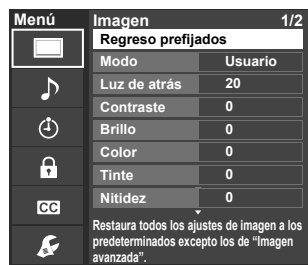 Menú
Imagen 1/2
Regreso prefijados
Modo Usuario
Luz de atrás 20
Contraste 0
Brillo 0
Color 0
Tinte 0
Nitidez 0
CC
Restaura todos los ajustes de imagen a los
predeterminados excepto los de “Imagen
avanzada”.